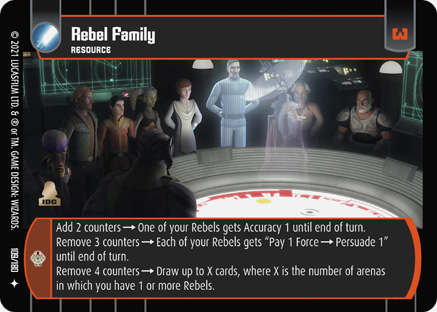 Rebel Family
RESOURCE
© 2021 LUCASFILM LTD. & ® or TM. GAME DESIGN: WIZARDS.
IDC
109/180
Add 2 counters → One of your Rebels gets Accuracy 1 until end of turn.
Remove 3 counters → Each of your Rebels gets “Pay 1 Force → Persuade 1”
until end of turn.
Remove 4 counters → Draw up to X cards, where X is the number of arenas
in which you have 1 or more Rebels.